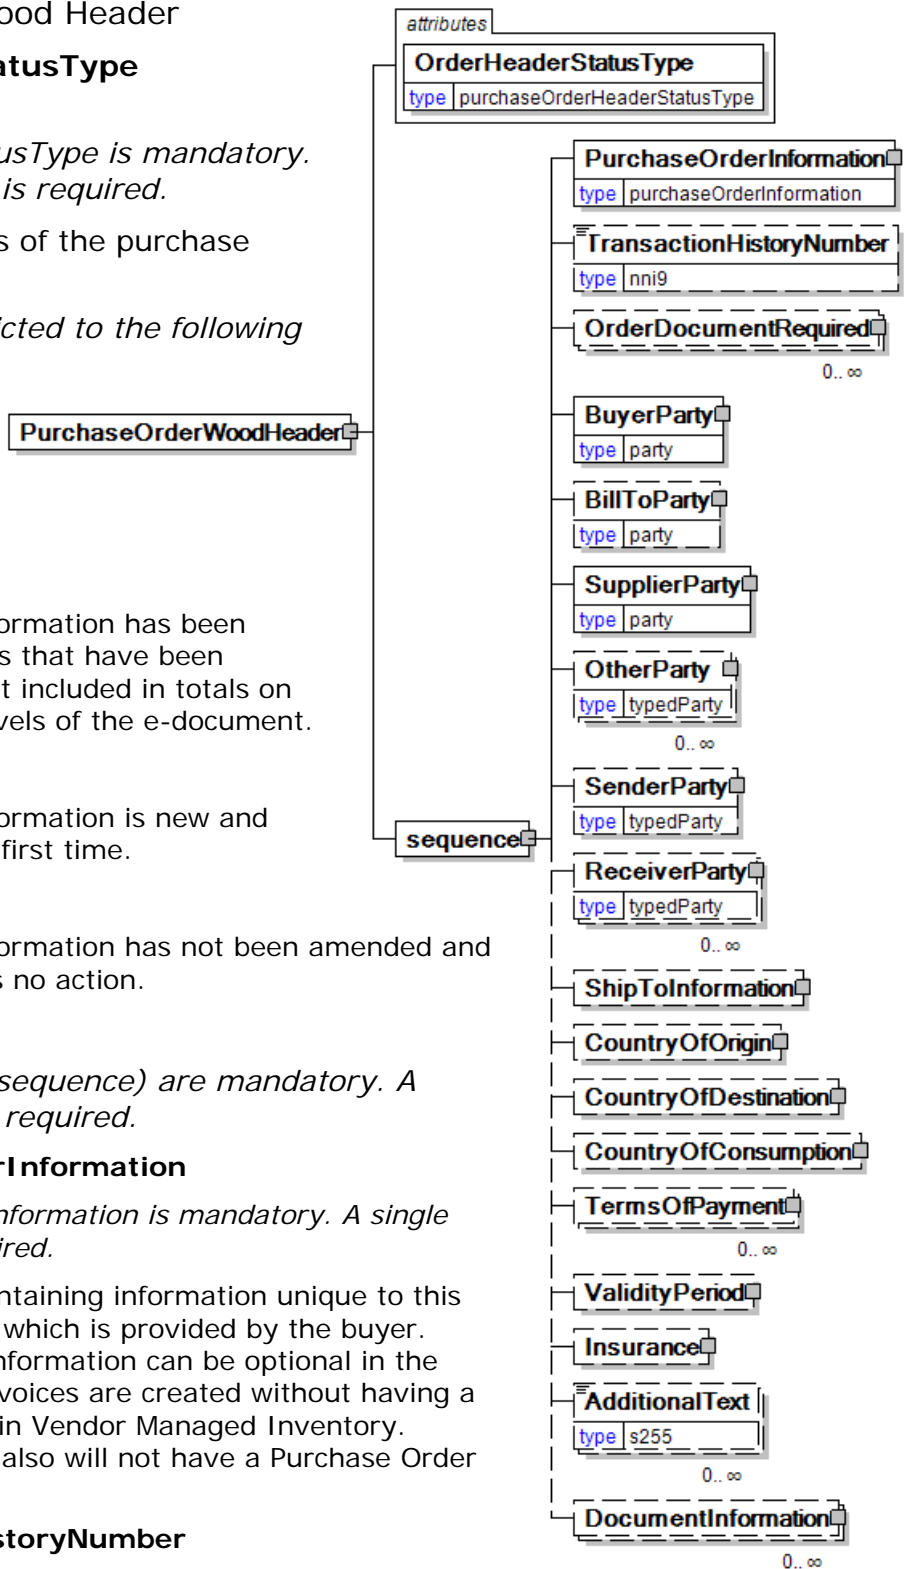 ood Header
atusType
usType is mandatory.
is required.
s of the purchase
icted to the following
formation has been
s that have been
t included in totals on
vels of the e-document.
formation is new and
first time.
formation has not been amended and
s no action.
sequence) are mandatory. A
required.
rInformation
nformation is mandatory. A single
ired.
ntaining information unique to this
which is provided by the buyer.
nformation can be optional in the
voices are created without having a
in Vendor Managed Inventory.
also will not have a Purchase Order
storyNumber
PurchaseOrderWoodHeader
attributes
OrderHeaderStatusType
type purchaseOrderHeaderStatusType
sequence
PurchaseOrderInformation
type purchaseOrderInformation
TransactionHistoryNumber
type nni9
OrderDocumentRequired
0.. ∞
BuyerParty
type party
BillToParty
type party
SupplierParty
type party
OtherParty
type typedParty
0.. ∞
SenderParty
type typedParty
ReceiverParty
type typedParty
0.. ∞
ShipToInformation
CountryOfOrigin
CountryOfDestination
CountryOfConsumption
TermsOfPayment
0.. ∞
ValidityPeriod
Insurance
AdditionalText
type s255
0.. ∞
DocumentInformation
0.. ∞